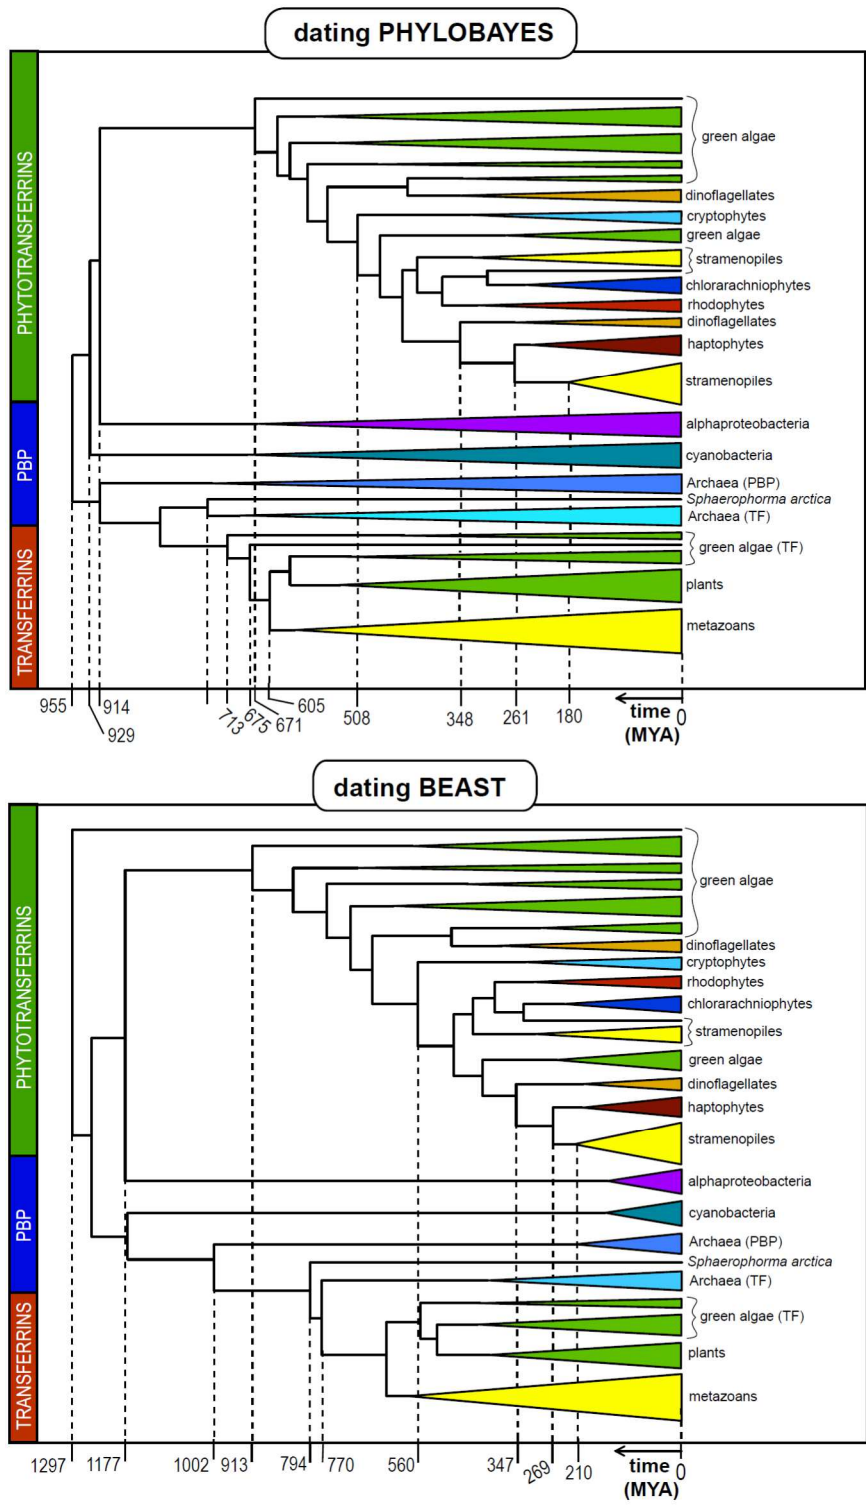 dating PHYLOBAYES
PHYTOTRANSFERRINS
PBP
TRANSFERRINS
green algae
dinoflagellates
cryptophytes
green algae
stramenopiles
chlorarachniophytes
rhodophytes
dinoflagellates
haptophytes
stramenopiles
alphaproteobacteria
cyanobacteria
Archaea (PBP)
Sphaerophorma arctica
Archaea (TF)
green algae (TF)
plants
metazoans
955
929
914
713
675
671
605
508
348
261
180
time
(MYA)
0
dating BEAST
PHYTOTRANSFERRINS
PBP
TRANSFERRINS
green algae
dinoflagellates
cryptophytes
rhodophytes
chlorarachniophytes
stramenopiles
green algae
dinoflagellates
haptophytes
stramenopiles
alphaproteobacteria
cyanobacteria
Archaea (PBP)
Sphaerophorma arctica
Archaea (TF)
green algae (TF)
plants
metazoans
1297
1177
1002
913
794
770
560
347
269
210
time
(MYA)
0